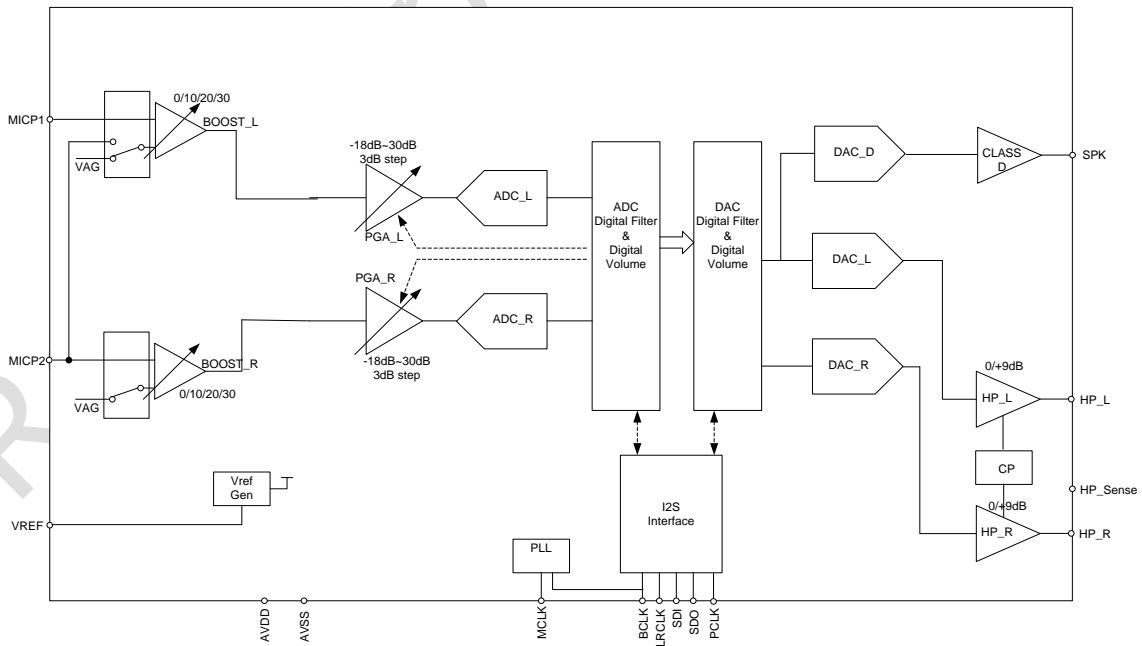 0/10/20/30
MICP1
BOOST_L
VAG
-18dB~30dB
3dB step
PGA_L
ADC_L
ADC
Digital Filter
&
Digital
Volume
DAC
Digital Filter
&
Digital
Volume
DAC_D
CLASS
D
SPK
DAC_L
PGA_R
ADC_R
-18dB~30dB
3dB step
MICP2
BOOST_R
0/10/20/30
VAG
DAC_R
0/+9dB
HP_L
HP_L
CP
HP_Sense
0/+9dB
HP_R
HP_R
Vref
Gen
VREF
I2S
Interface
PLL
AVDD
AVSS
MCLK
BCLK
LRCLK
SDI
SDO
PCLK